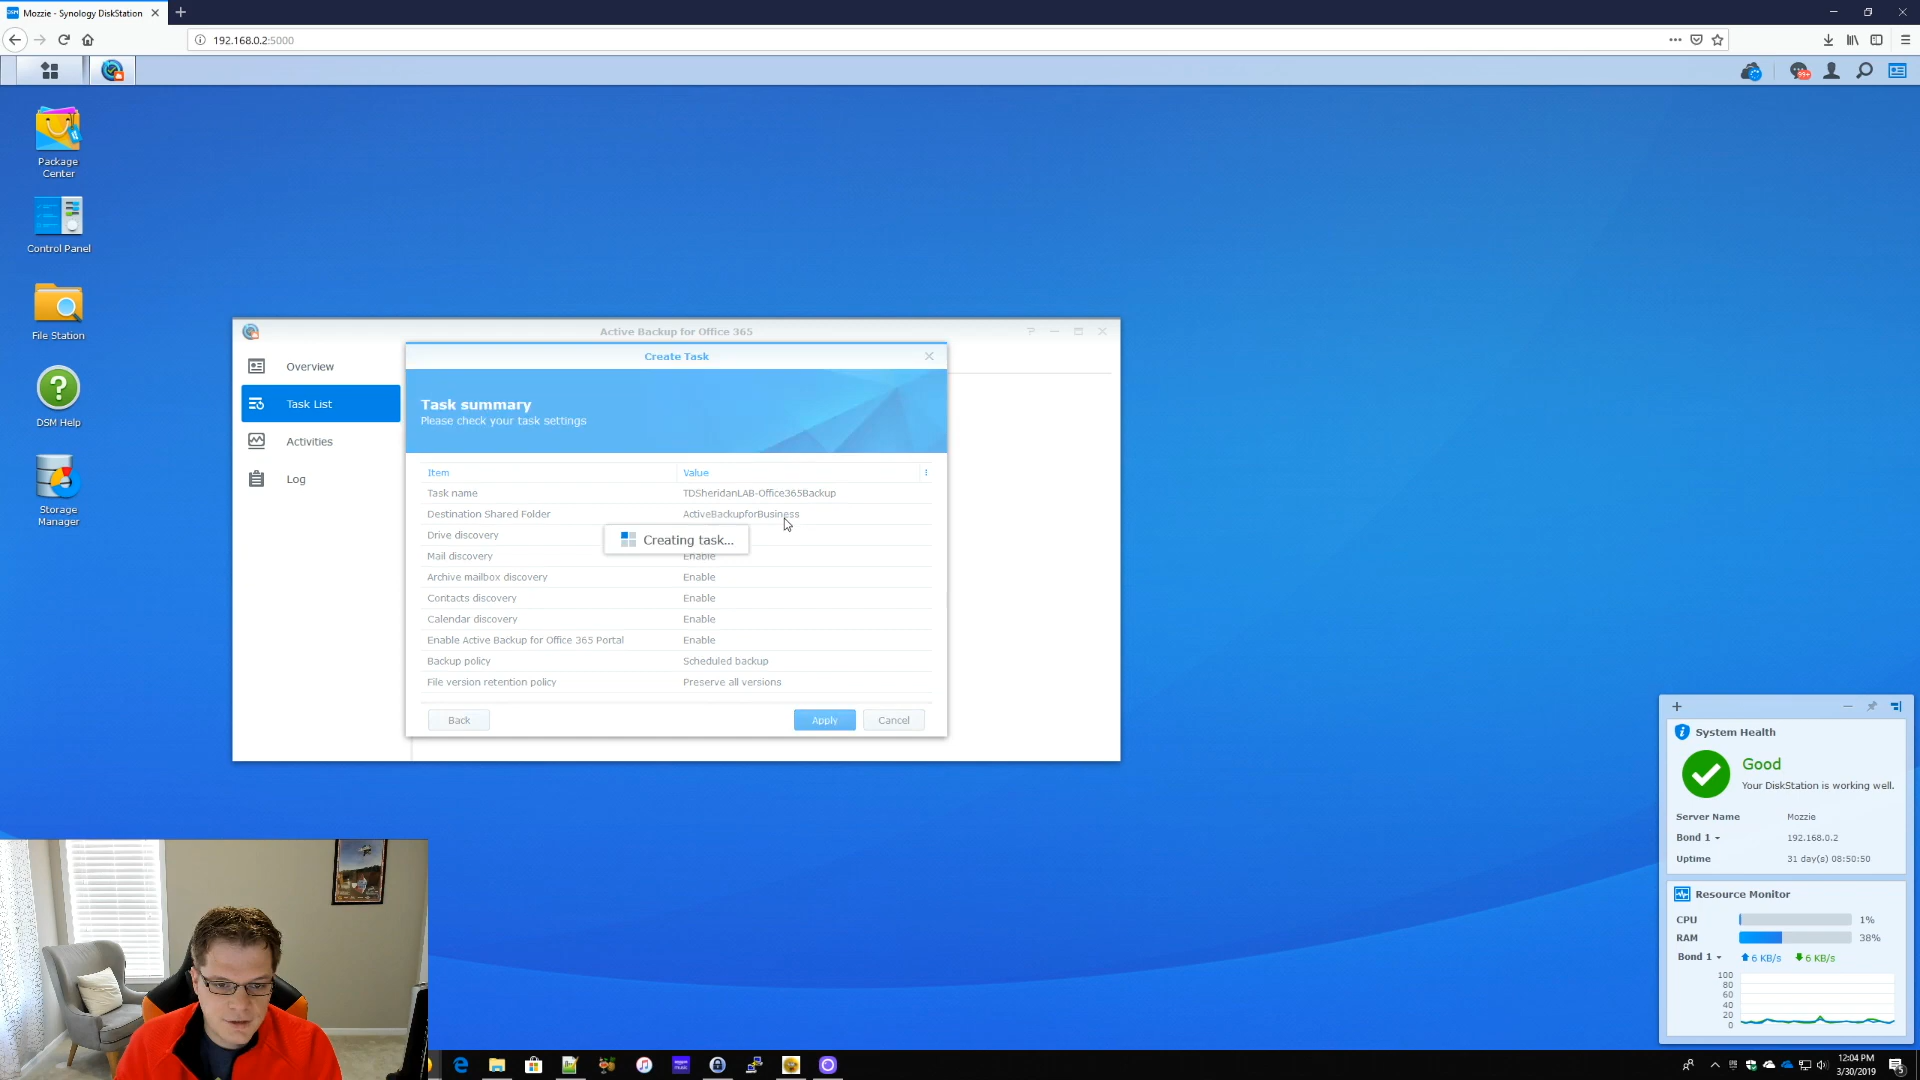 Mozzie - Synology DiskStation
192.168.0.2:5000
99+
Package
Center
Control Panel
File Station
DSM Help
Storage
Manager
Active Backup for Office 365
Overview
Task List
Activities
Log
Create Task
Task summary
Please check your task settings
Item Value
Task name TDSheridanLAB-Office365Backup
Destination Shared Folder ActiveBackupforBusiness
Drive discovery
Creating task...
Mail discovery Enable
Archive mailbox discovery Enable
Contacts discovery Enable
Calendar discovery Enable
Enable Active Backup for Office 365 Portal Enable
Backup policy Scheduled backup
File version retention policy Preserve all versions
Back Apply Cancel
System Health
Good
Your DiskStation is working well.
Server Name Mozzie
Bond 1 192.168.0.2
Uptime 31 day(s) 08:50:50
Resource Monitor
CPU 1%
RAM 38%
Bond 1 6 KB/s 6 KB/s
100
80
60
40
20
0
12:04 PM
3/30/2019